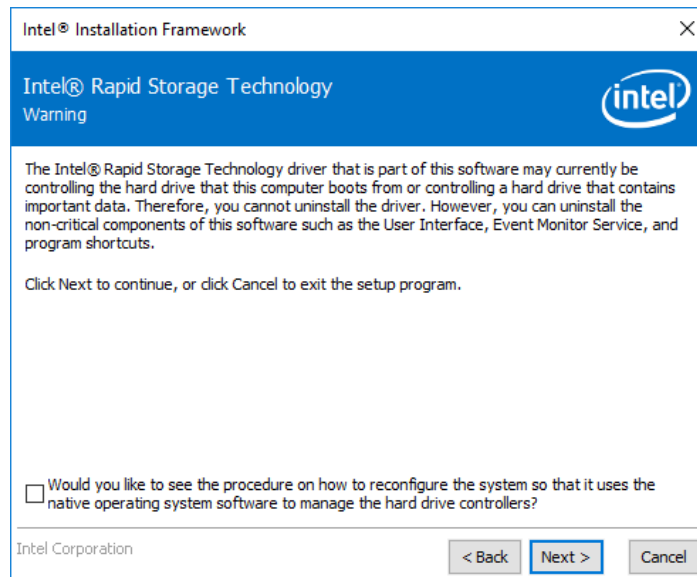 Intel® Installation Framework
Intel® Rapid Storage Technology
Warning
intel
The Intel® Rapid Storage Technology driver that is part of this software may currently be
controlling the hard drive that this computer boots from or controlling a hard drive that contains
important data. Therefore, you cannot uninstall the driver. However, you can uninstall the
non-critical components of this software such as the User Interface, Event Monitor Service, and
program shortcuts.
Click Next to continue, or click Cancel to exit the setup program.
Would you like to see the procedure on how to reconfigure the system so that it uses the
native operating system software to manage the hard drive controllers?
Intel Corporation
< Back Next > Cancel